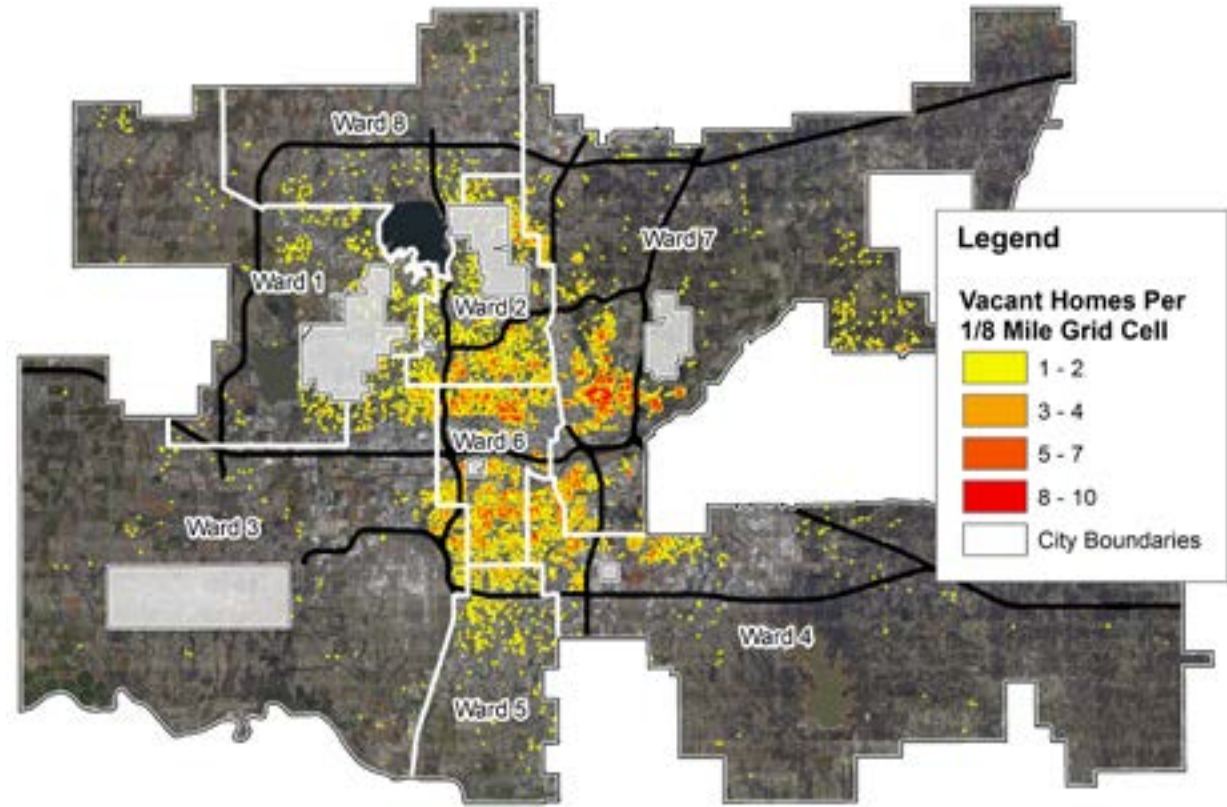 Ward 8
Ward 7
Ward 1
Ward 2
Ward 6
Ward 3
Ward 4
Ward 5
Legend
Vacant Homes Per
1/8 Mile Grid Cell
1 - 2
3 - 4
5 - 7
8 - 10
City Boundaries